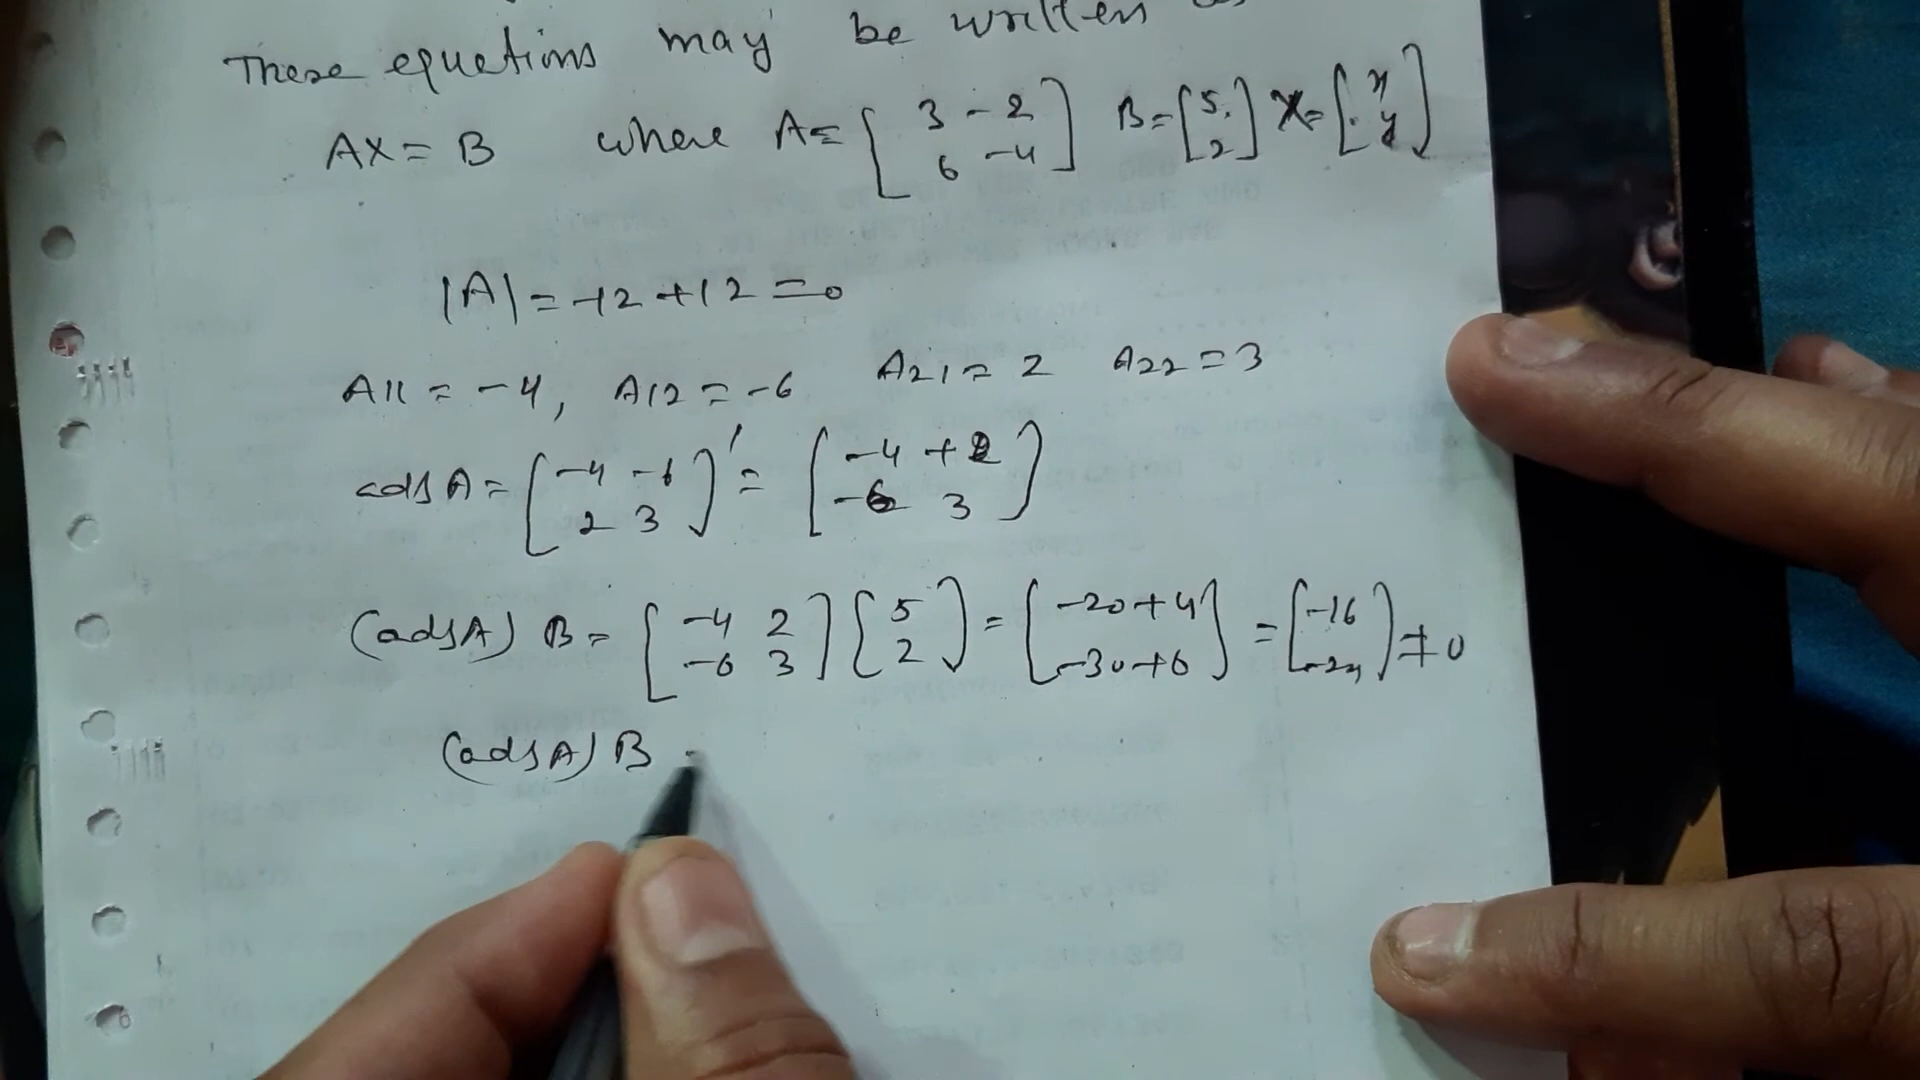 These equations may be written
AX = B where A = [3 -2 6 -4] B = [5 2] X = [x y]
|A| = -12 + 12 = 0
A11 = -4, A12 = -6 A21 = 2 A22 = 3
adj A = [-4 -6 2 3]' = [-4 +2 -6 3]
(adj A) B = [-4 2 -6 3] [5 2] = [-20+4 -30+6] = [-16 -24] ≠ 0
(adj A) B